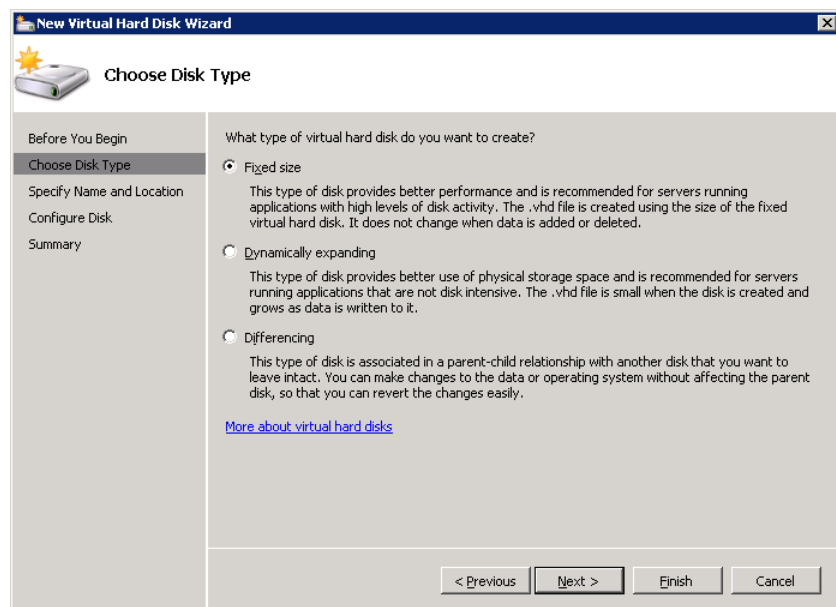 New Virtual Hard Disk Wizard
Choose Disk Type
Before You Begin
Choose Disk Type
Specify Name and Location
Configure Disk
Summary
What type of virtual hard disk do you want to create?
Fixed size
This type of disk provides better performance and is recommended for servers running
applications with high levels of disk activity. The .vhd file is created using the size of the fixed
virtual hard disk. It does not change when data is added or deleted.
Dynamically expanding
This type of disk provides better use of physical storage space and is recommended for servers
running applications that are not disk intensive. The .vhd file is small when the disk is created and
grows as data is written to it.
Differencing
This type of disk is associated in a parent-child relationship with another disk that you want to
leave intact. You can make changes to the data or operating system without affecting the parent
disk, so that you can revert the changes easily.
More about virtual hard disks
< Previous
Next >
Finish
Cancel